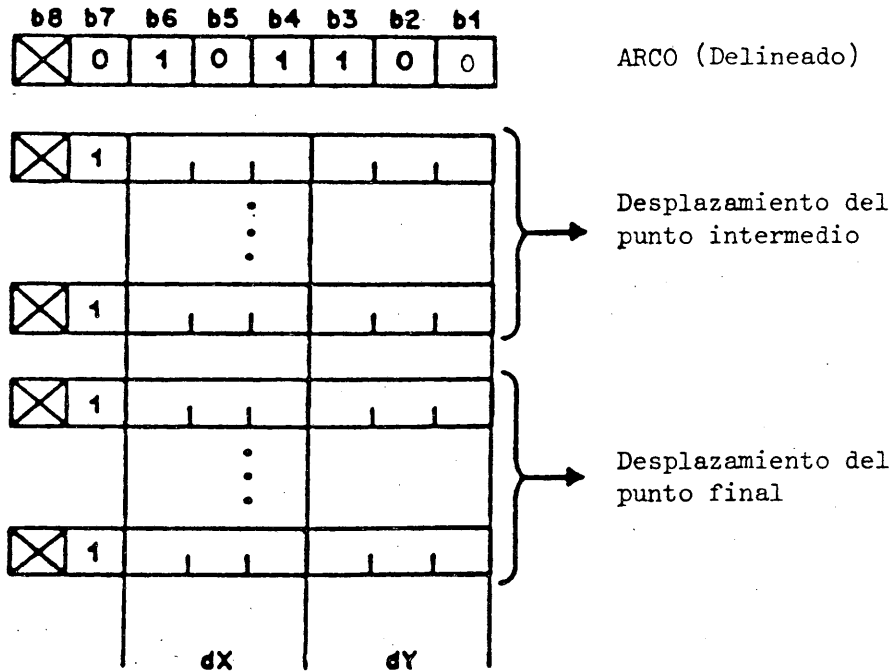 b8 b7 b6 b5 b4 b3 b2 b1
0 1 0 1 1 0 0
ARCO (Delineado)
1
Desplazamiento del
punto intermedio
1
1
Desplazamiento del
punto final
1
dX dY